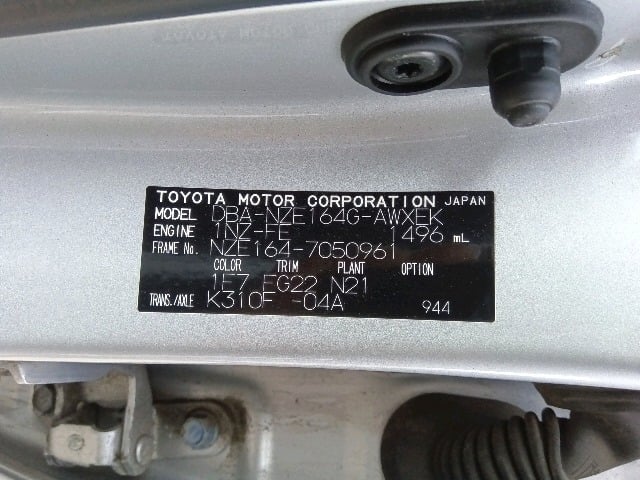 TOYOTA MOTOR CORPORATION JAPAN
MODEL DBA-NZE164G-AWXEK
ENGINE 1NZ-FE 1496 mL
FRAME No. NZE164-7050961
COLOR TRIM PLANT OPTION
1E7 FG22 N21
TRANS./AXLE K310F -04A 944